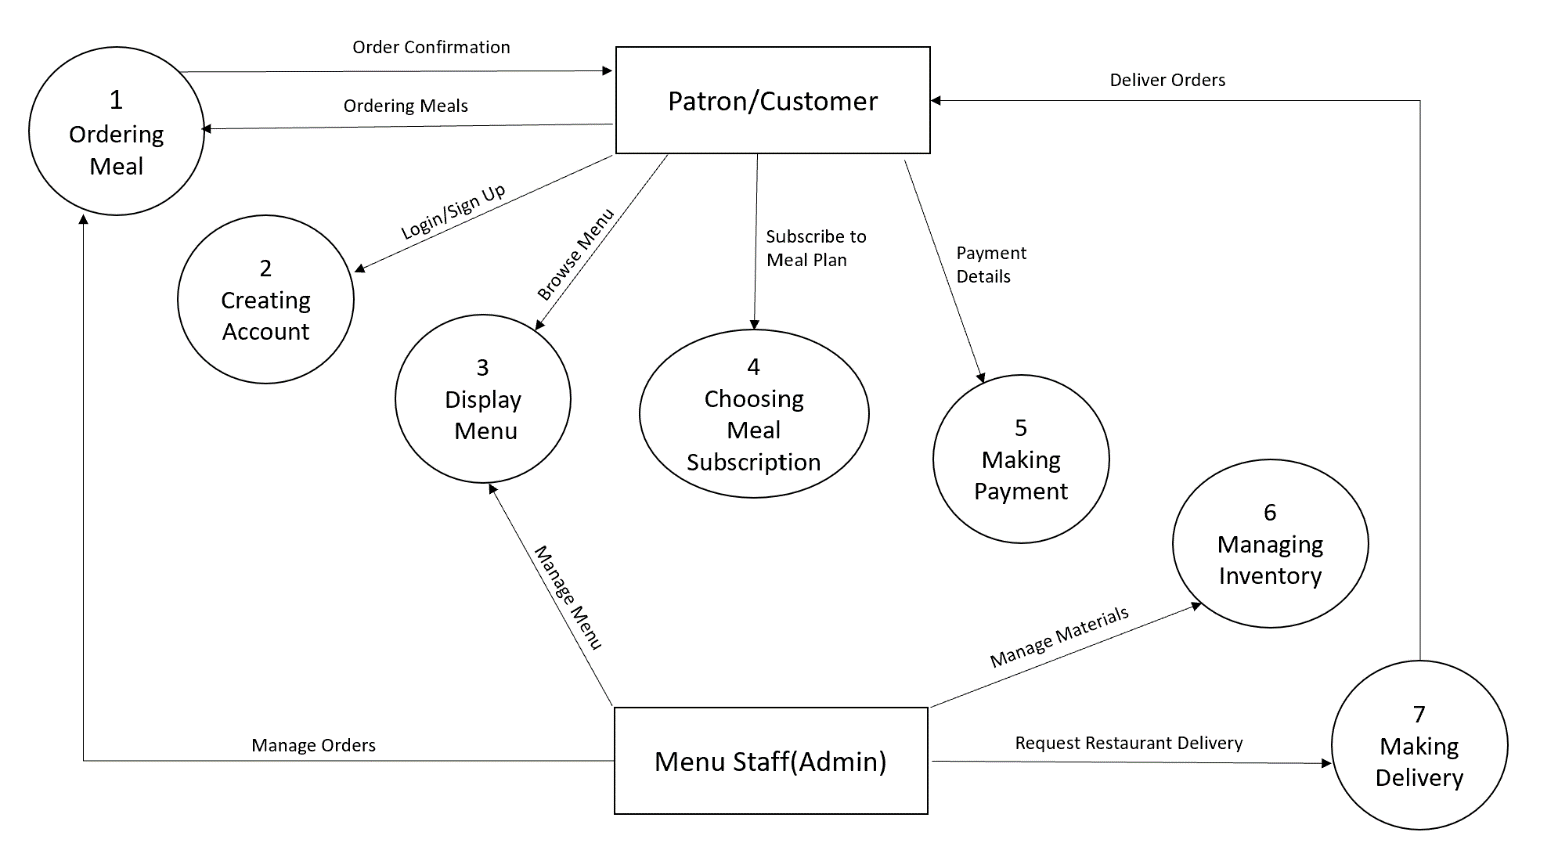 Order Confirmation
Patron/Customer
Deliver Orders
1
Ordering
Meal
Ordering Meals
Login/Sign Up
Browse Menu
Subscribe to
Meal Plan
Payment
Details
2
Creating
Account
3
Display
Menu
4
Choosing
Meal
Subscription
5
Making
Payment
6
Managing
Inventory
Manage Menu
Manage Materials
Manage Orders
Menu Staff(Admin)
Request Restaurant Delivery
7
Making
Delivery